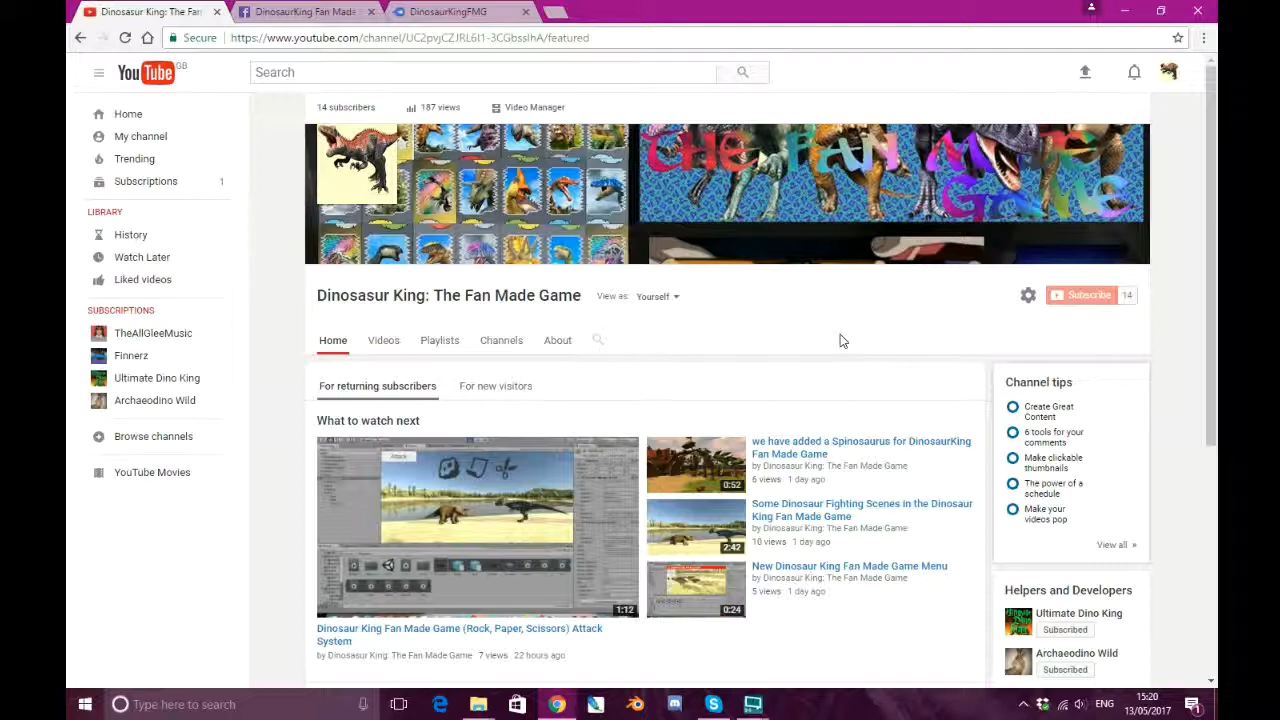 Dinosaur King: The Fan
DinosaurKing Fan Made
DinosaurKingFMG
Secure
https://www.youtube.com/channel/UC2pvjCZJRL6I1-3CGbssIhA/featured
YouTube GB
Search
14 subscribers
187 views
Video Manager
Home
My channel
Trending
Subscriptions 1
LIBRARY
History
Watch Later
Liked videos
SUBSCRIPTIONS
TheAllGleeMusic
Finnerz
Ultimate Dino King
Archaeodino Wild
Browse channels
YouTube Movies
THE FAN MADE
GAME
Dinosasur King: The Fan Made Game
View as: Yourself
Subscribe 14
Home Videos Playlists Channels About
For returning subscribers For new visitors
What to watch next
Attack
1:12
Dinosaur King Fan Made Game (Rock, Paper, Scissors) Attack
System
by Dinosaur King: The Fan Made Game 7 views 22 hours ago
0:52
we have added a Spinosaurus for DinosaurKing
Fan Made Game
by Dinosaur King: The Fan Made Game
6 views 1 day ago
2:42
Some Dinosaur Fighting Scenes in the Dinosaur
King Fan Made Game
by Dinosaur King: The Fan Made Game
10 views 1 day ago
0:24
New Dinosaur King Fan Made Game Menu
by Dinosaur King: The Fan Made Game
5 views 1 day ago
Channel tips
Create Great
Content
6 tools for your
comments
Make clickable
thumbnails
The power of a
schedule
Make your
videos pop
View all »
Helpers and Developers
Ultimate Dino King
Subscribed
Archaeodino Wild
Subscribed
Type here to search
ENG
15:20
13/05/2017